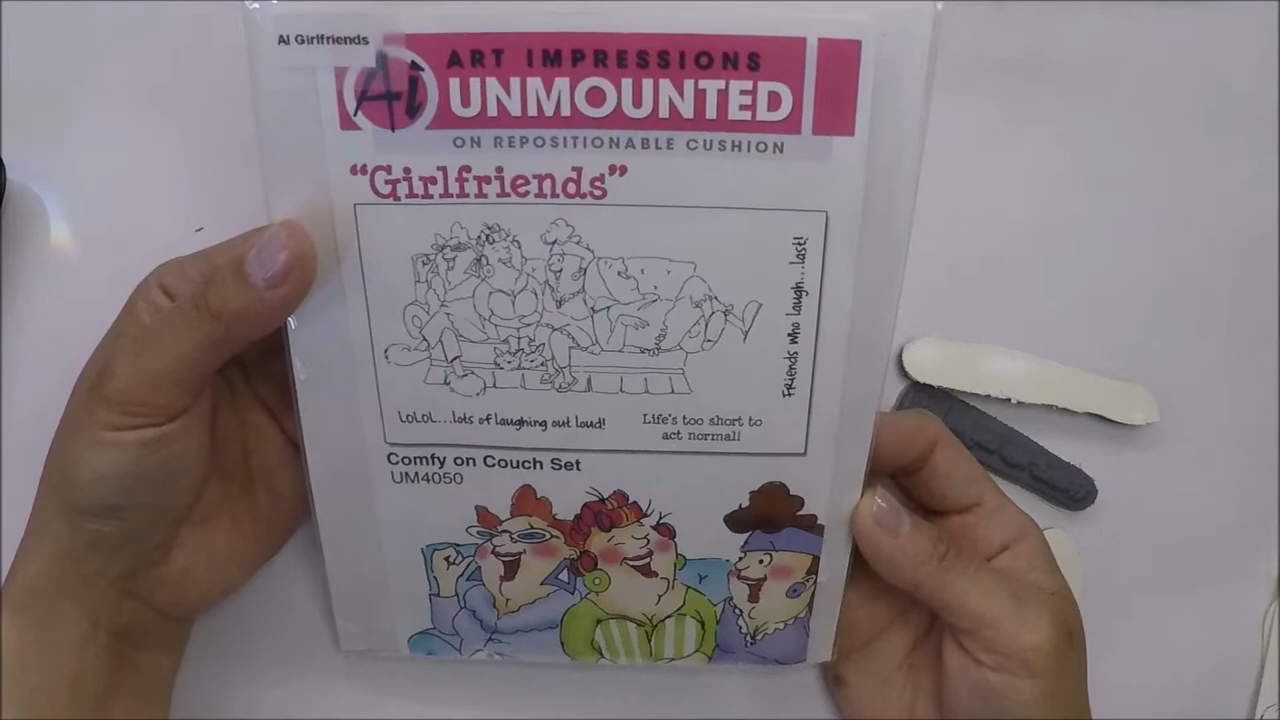 AI Girlfriends
Ai
ART IMPRESSIONS
UNMOUNTED
ON REPOSITIONABLE CUSHION
"Girlfriends"
Friends who laugh...last!
LOLOL...lots of laughing out loud!
Life's too short to
act normal!
Comfy on Couch Set
UM4050